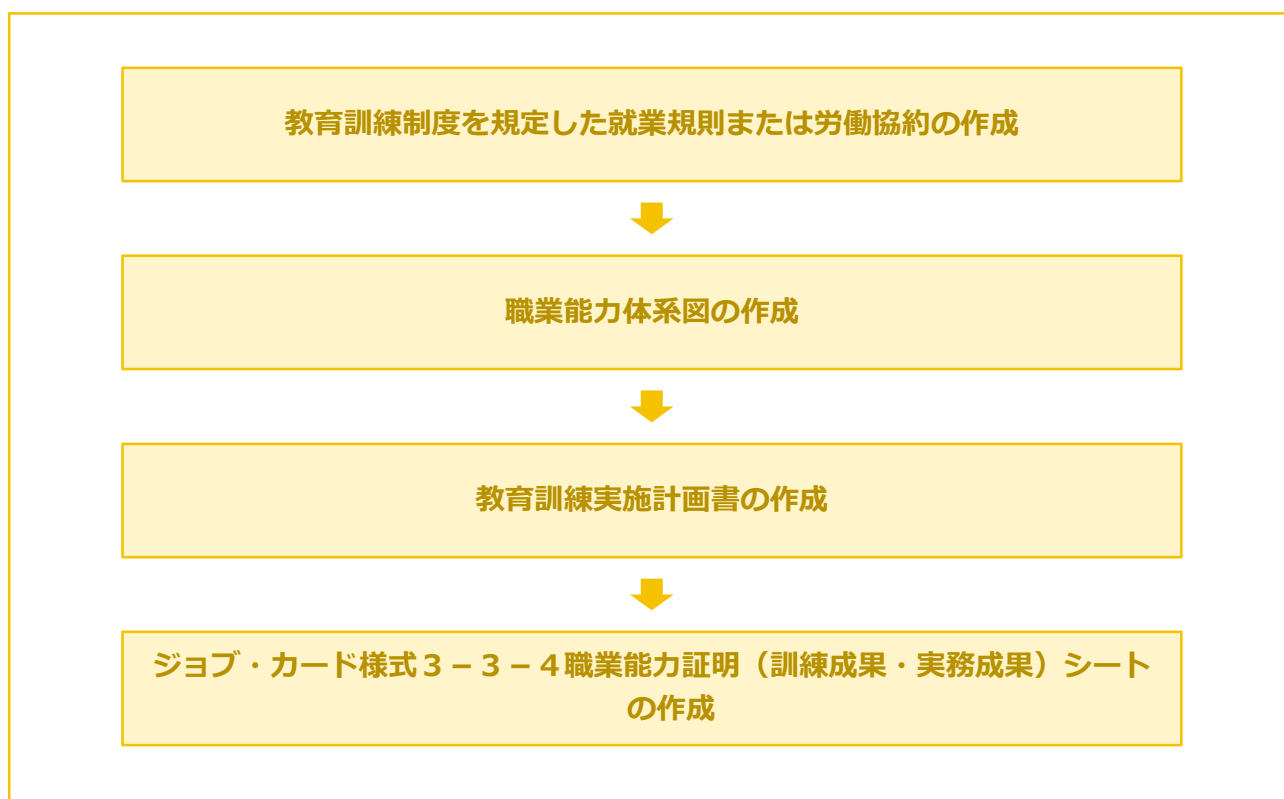 教育訓練制度を規定した就業規則または労働協約の作成
職業能力体系図の作成
教育訓練実施計画書の作成
ジョブ・カード様式３－３－４職業能力証明（訓練成果・実務成果）シート
の作成